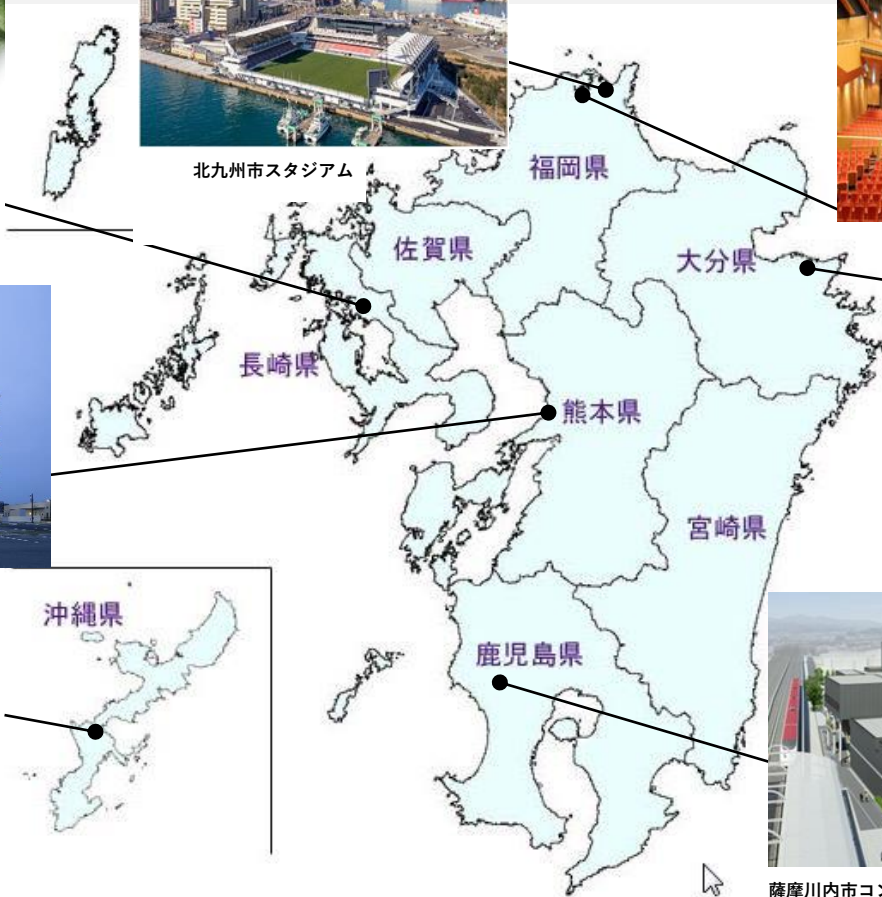 北九州市スタジアム
福岡県
佐賀県
大分県
長崎県
熊本県
宮崎県
沖縄県
鹿児島県
薩摩川内市コン